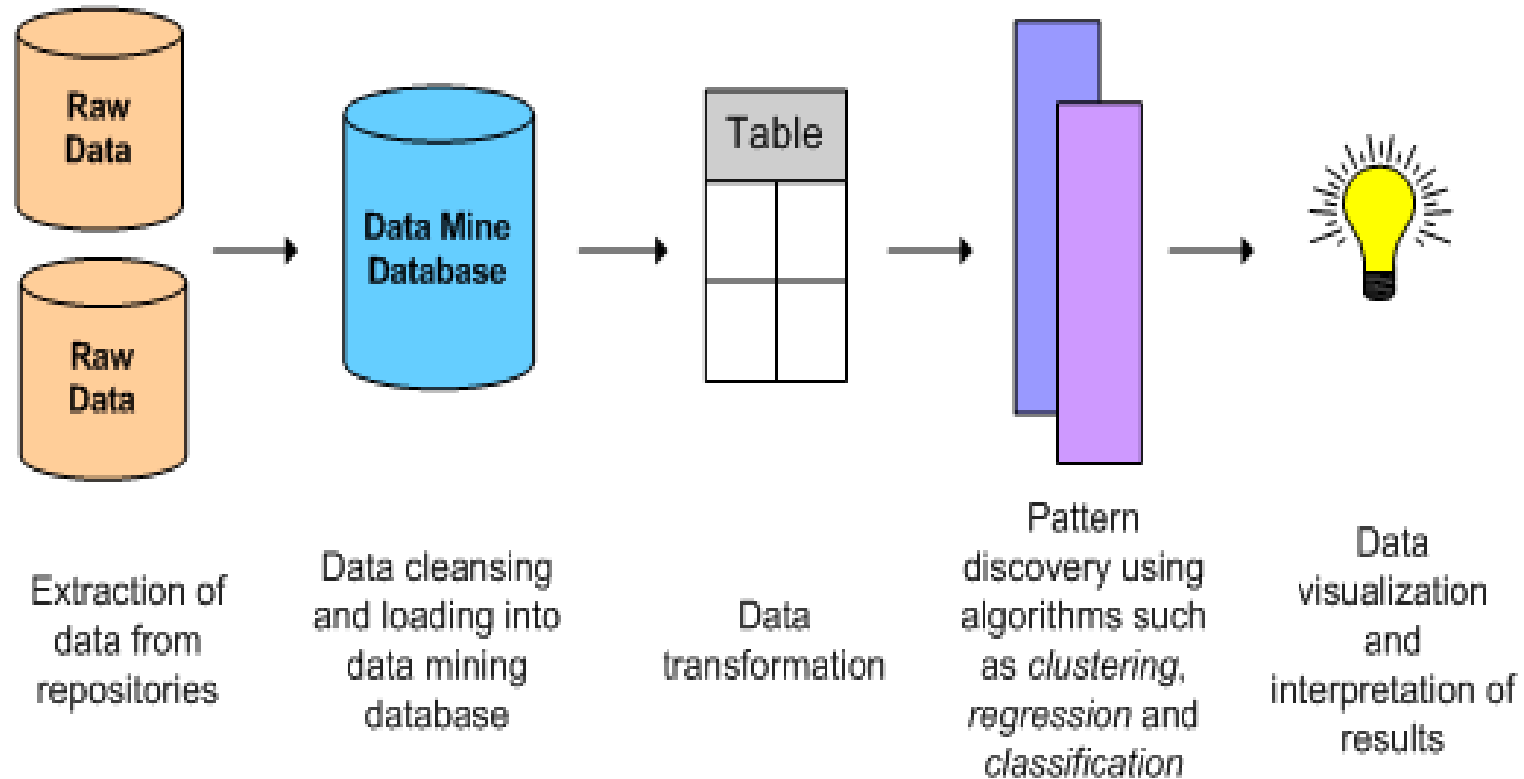 Raw
Data
Raw
Data
Data Mine
Database
Table
Extraction of
data from
repositories
Data cleansing
and loading into
data mining
database
Data
transformation
Pattern
discovery using
algorithms such
as clustering,
regression and
classification
Data
visualization
and
interpretation of
results